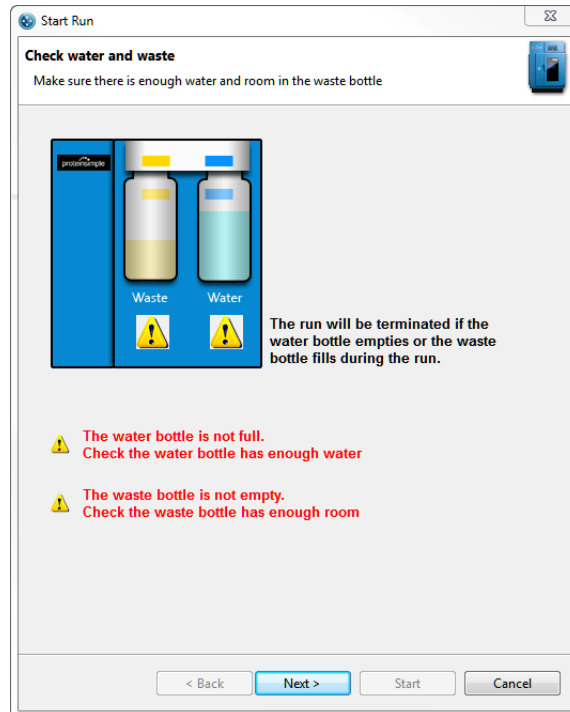 Start Run
Check water and waste
Make sure there is enough water and room in the waste bottle
proteinsimple
Waste Water
The run will be terminated if the
water bottle empties or the waste
bottle fills during the run.
The water bottle is not full.
Check the water bottle has enough water
The waste bottle is not empty.
Check the waste bottle has enough room
< Back Next > Start Cancel